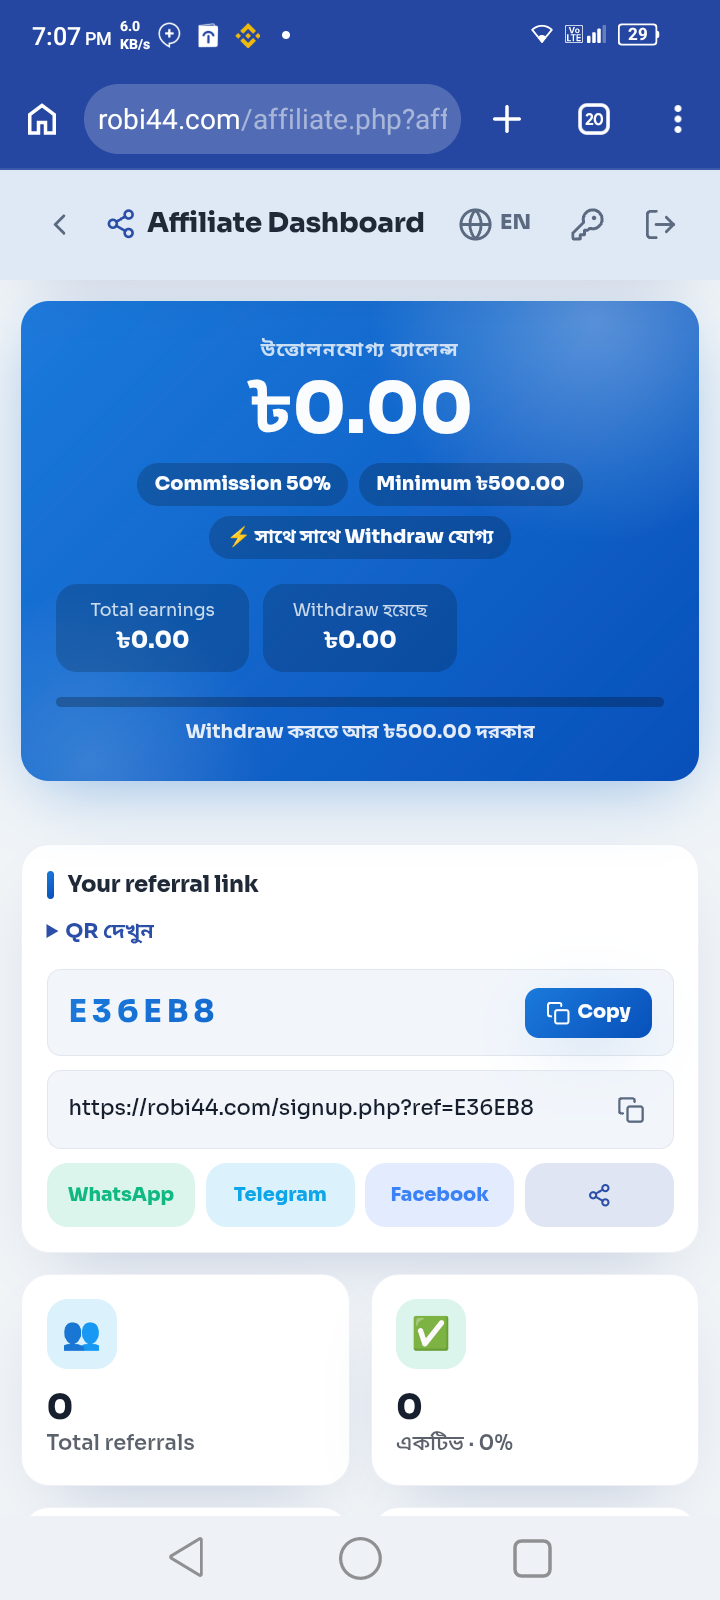 7:07 PM 6.0 KB/s Vo LTE 29
robi44.com/affiliate.php?aff 20
Affiliate Dashboard EN
উত্তোলনযোগ্য ব্যালেন্স
৳0.00
Commission 50% Minimum ৳500.00
⚡ সাথে সাথে Withdraw যোগ্য
Total earnings Withdraw হয়েছে
৳0.00 ৳0.00
Withdraw করতে আর ৳500.00 দরকার
Your referral link
▶ QR দেখুন
E36EB8 Copy
https://robi44.com/signup.php?ref=E36EB8
WhatsApp Telegram Facebook
0 0
Total referrals একটিভ · 0%